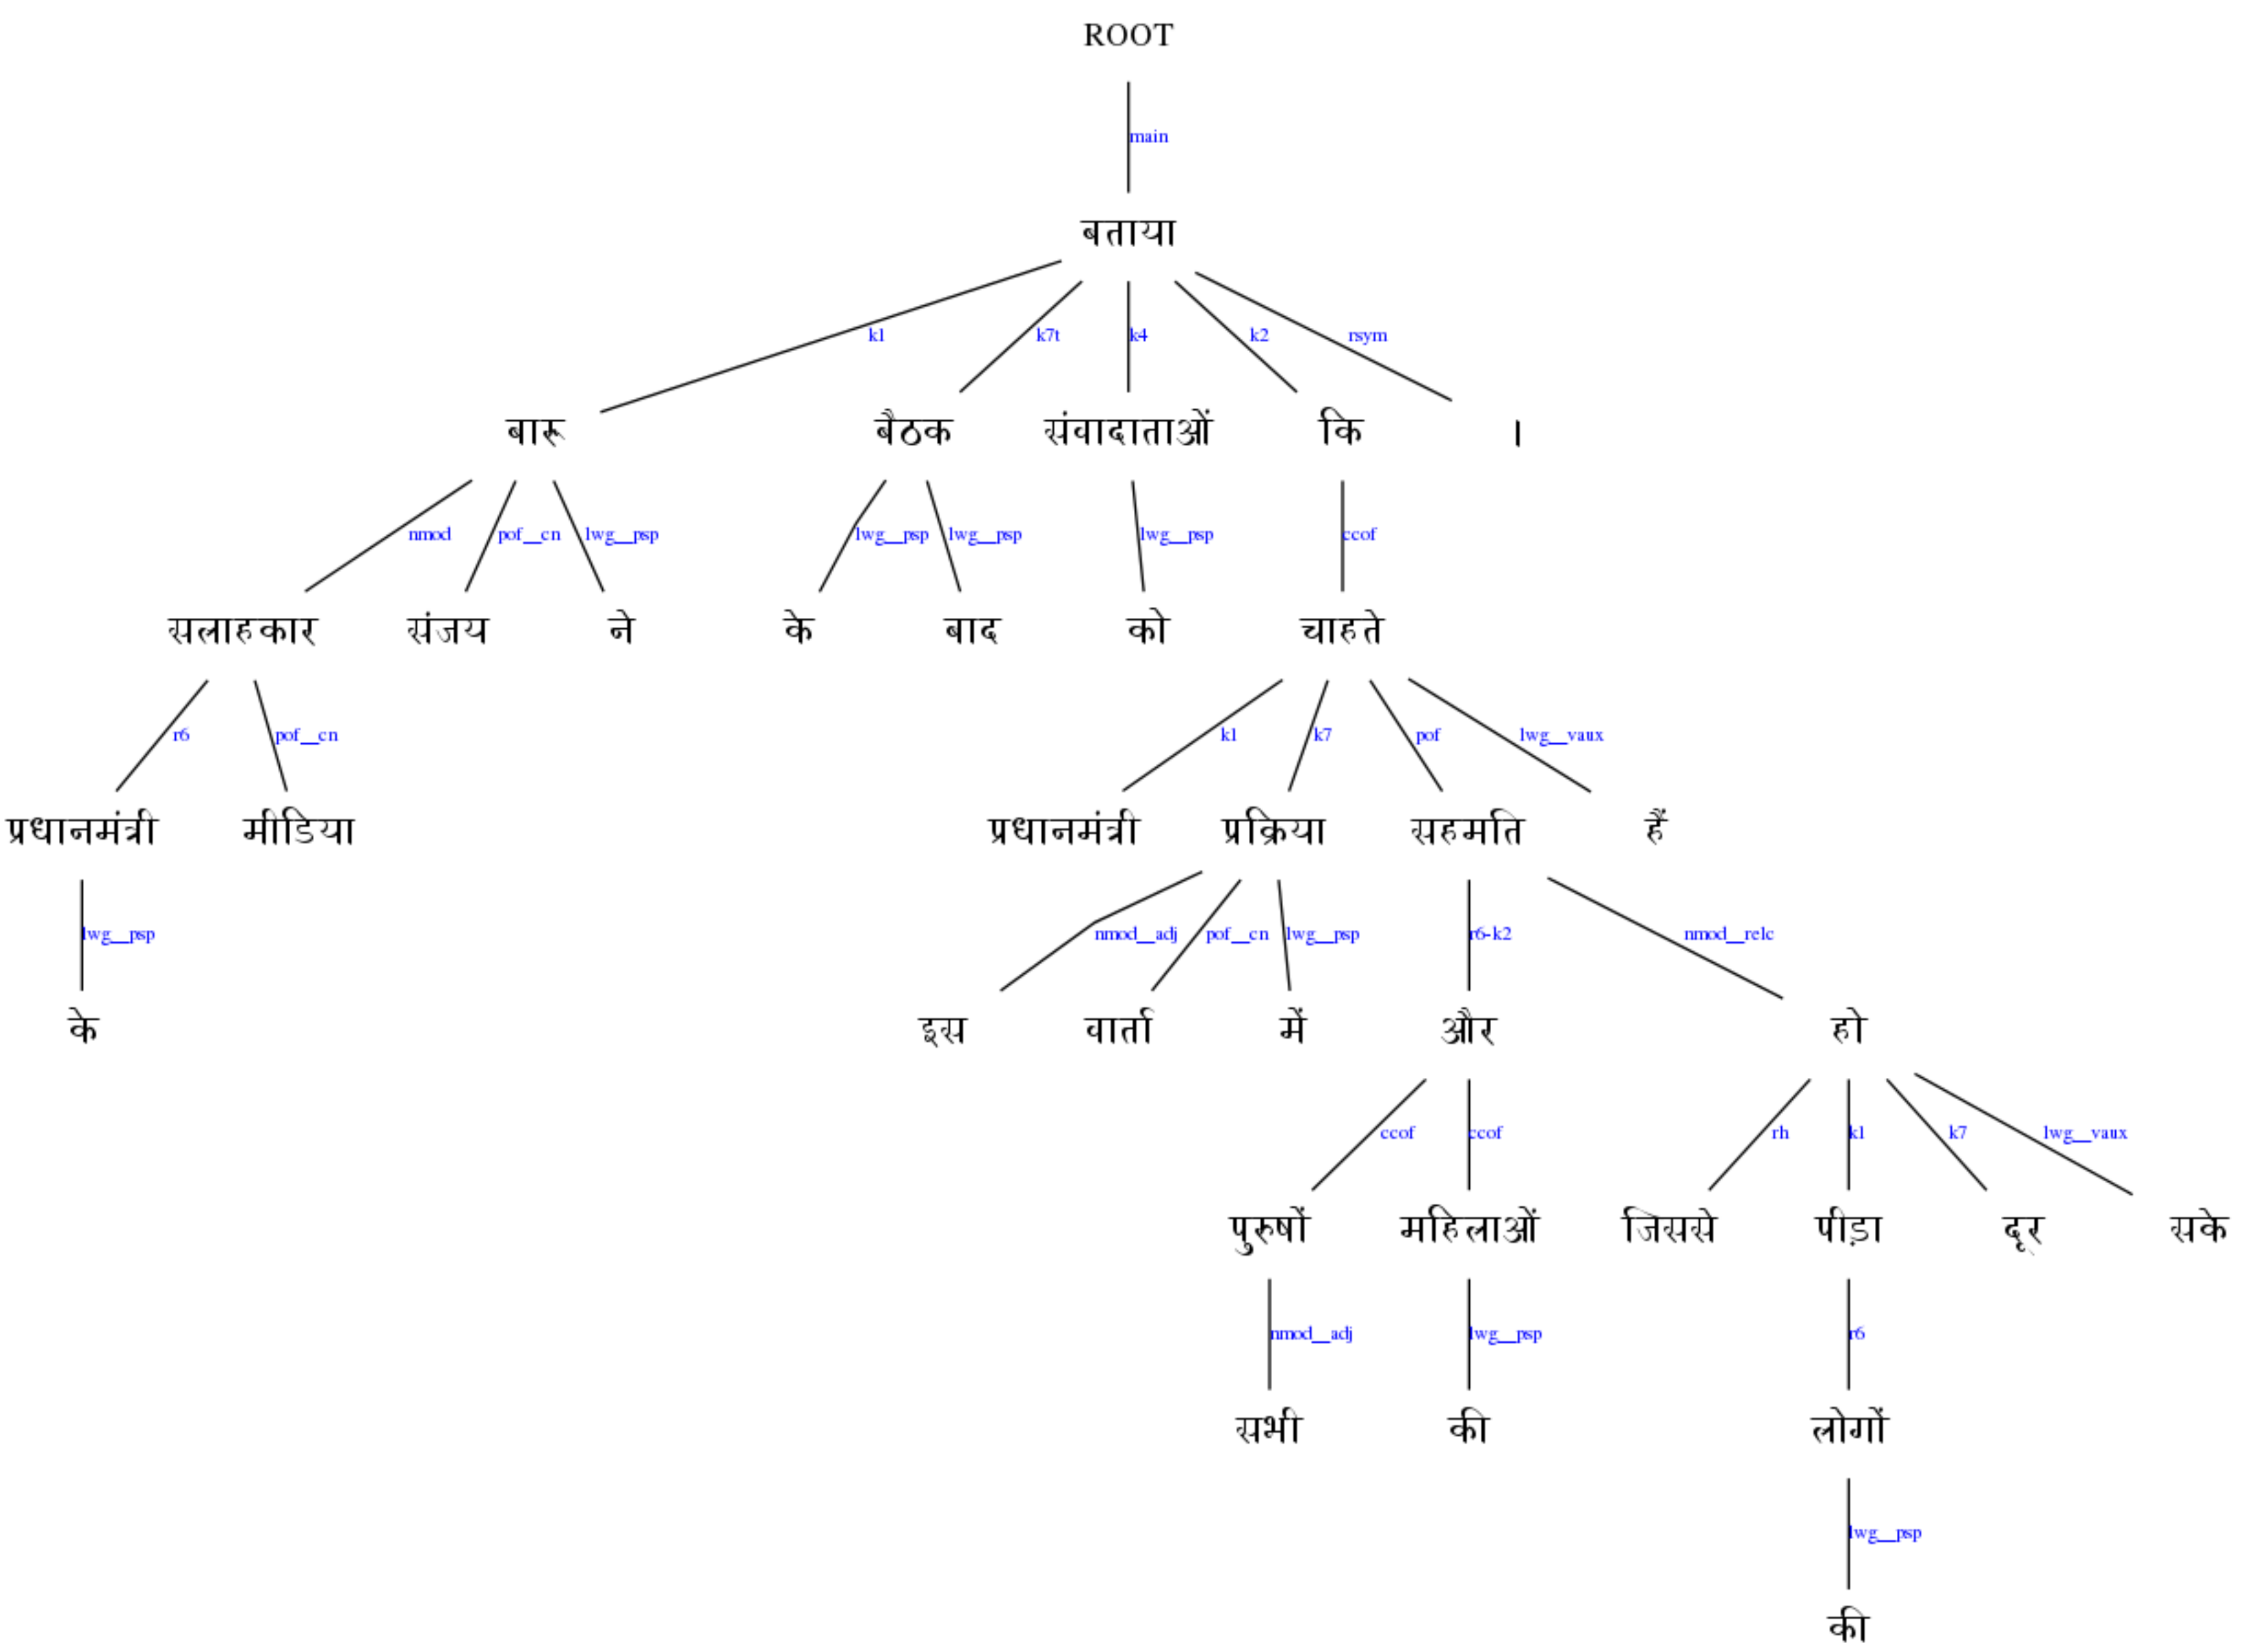 ROOT
main
बताया
k1 k7t k4 k2 rsym
बारू बैठक संवादाताओं कि ।
nmod pof__cn lwg__psp lwg__psp lwg__psp lwg__psp ccof
सलाहकार संजय ने के बाद को चाहते
r6 pof__cn k1 k7 pof lwg__vaux
प्रधानमंत्री मीडिया प्रधानमंत्री प्रक्रिया सहमति हैं
lwg__psp nmod__adj pof__cn lwg__psp r6-k2 nmod__relc
के इस वार्ता में और हो
ccof ccof rh k1 k7 lwg__vaux
पुरुषों महिलाओं जिससे पीड़ा दूर सके
nmod__adj lwg__psp r6
सभी की लोगों
lwg__psp
की